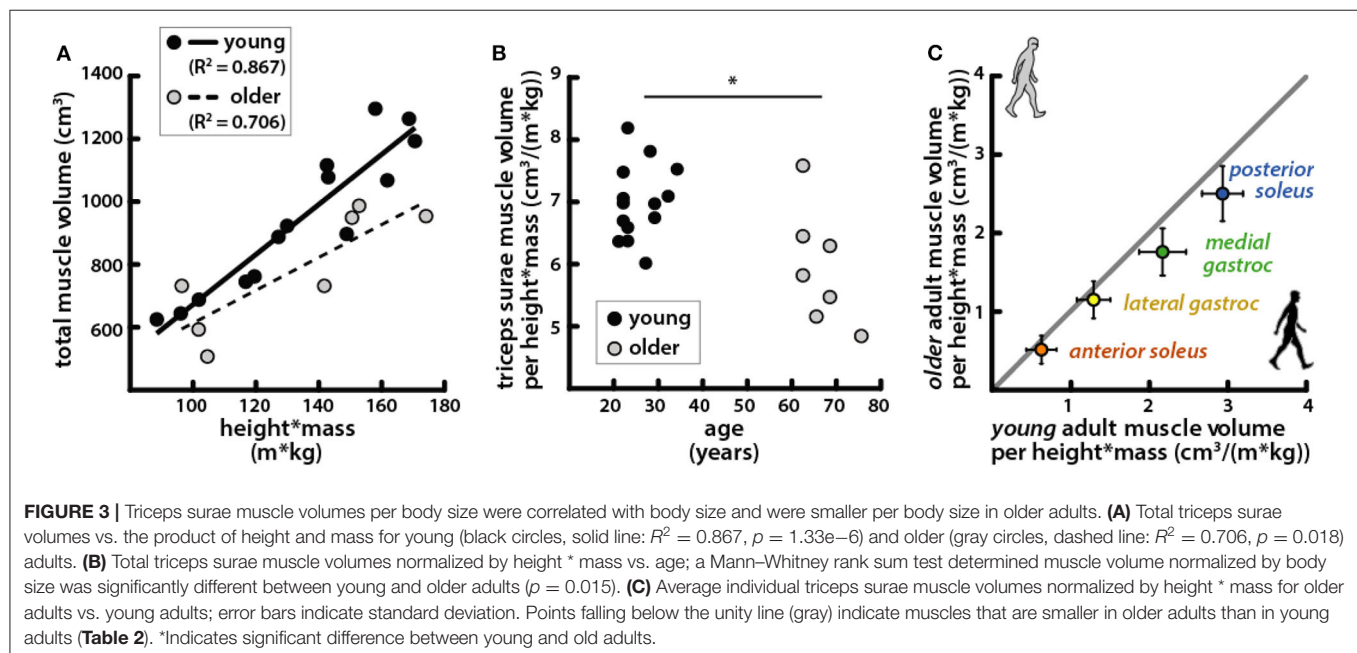 A
young
(R² = 0.867)
older
(R² = 0.706)
total muscle volume (cm³)
1400
1200
1000
800
600
100
120
140
160
180
height*mass
(m*kg)
B
*
triceps surae muscle volume
per height*mass (cm³/(m*kg))
9
8
7
6
5
young
older
20
30
40
50
60
70
80
age
(years)
C
older adult muscle volume
per height*mass (cm³/(m*kg))
4
3
2
1
posterior
soleus
medial
gastroc
lateral gastroc
anterior soleus
1
2
3
4
young adult muscle volume
per height*mass (cm³/(m*kg))
FIGURE 3 | Triceps surae muscle volumes per body size were correlated with body size and were smaller per body size in older adults. (A) Total triceps surae
volumes vs. the product of height and mass for young (black circles, solid line: R² = 0.867, p = 1.33e−6) and older (gray circles, dashed line: R² = 0.706, p = 0.018)
adults. (B) Total triceps surae muscle volumes normalized by height * mass vs. age; a Mann–Whitney rank sum test determined muscle volume normalized by body
size was significantly different between young and older adults (p = 0.015). (C) Average individual triceps surae muscle volumes normalized by height * mass for older
adults vs. young adults; error bars indicate standard deviation. Points falling below the unity line (gray) indicate muscles that are smaller in older adults than in young
adults (Table 2). *Indicates significant difference between young and old adults.